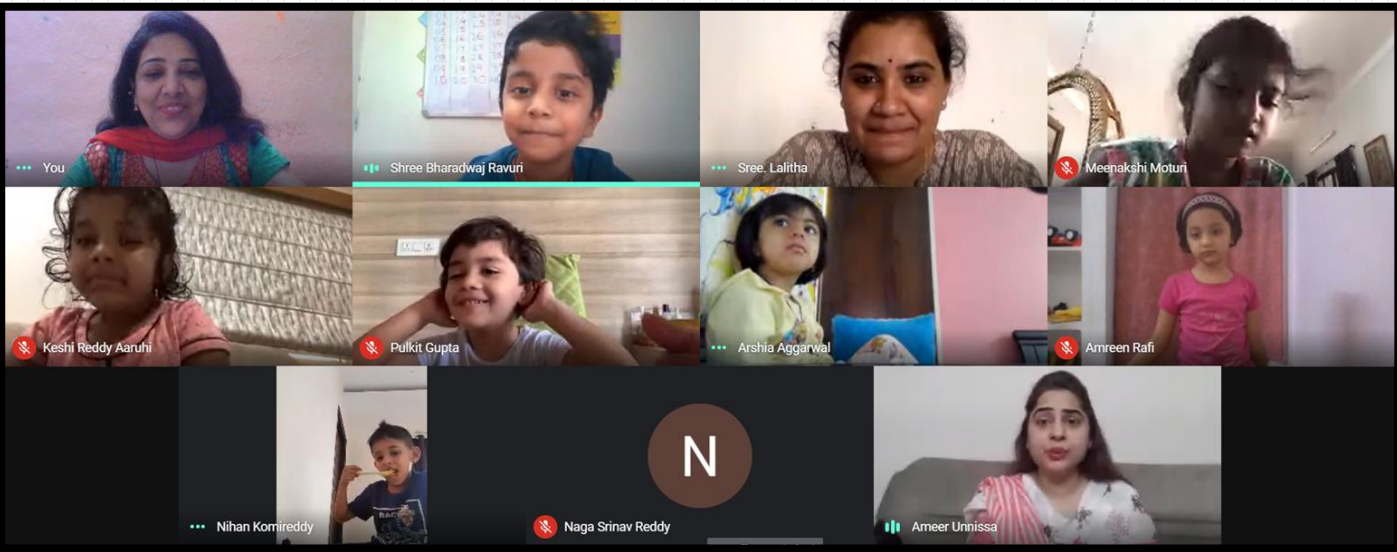 You
Shree Bharadwaj Ravuri
Sree. Lalitha
Meenakshi Moturi
Keshi Reddy Aaruhi
Pulkit Gupta
Arshia Aggarwal
Amreen Rafi
Nihan Komireddy
N
Naga Srinav Reddy
Ameer Unnissa